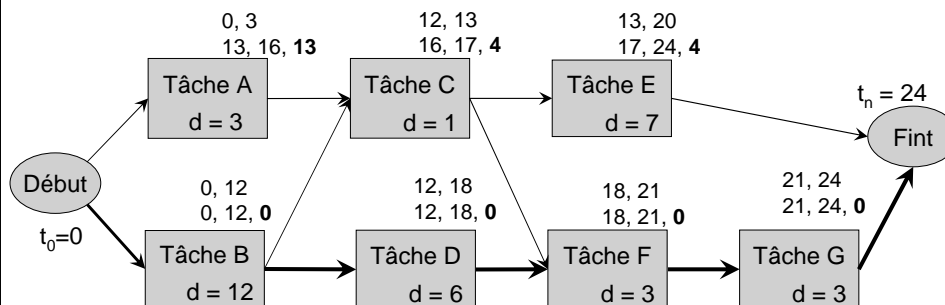 0, 3
13, 16, 13
12, 13
16, 17, 4
13, 20
17, 24, 4
Tâche A
d = 3
Tâche C
d = 1
Tâche E
d = 7
tn = 24
Fint
Début
t0=0
0, 12
0, 12, 0
12, 18
12, 18, 0
18, 21
18, 21, 0
21, 24
21, 24, 0
Tâche B
d = 12
Tâche D
d = 6
Tâche F
d = 3
Tâche G
d = 3